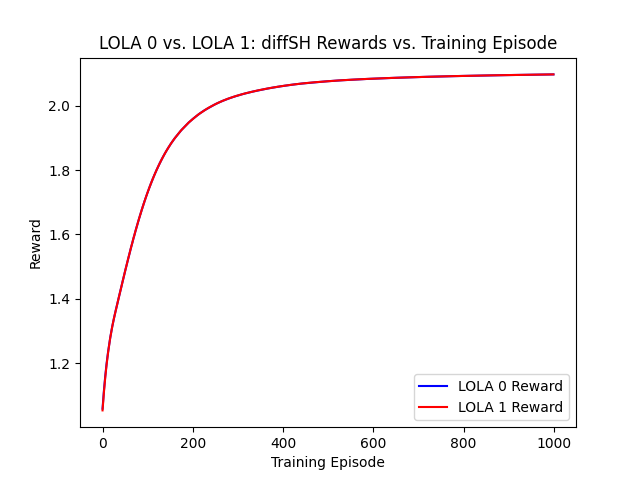 LOLA 0 vs. LOLA 1: diffSH Rewards vs. Training Episode
2.0
1.8
1.6
1.4
1.2
Reward
LOLA 0 Reward
LOLA 1 Reward
0 200 400 600 800 1000
Training Episode